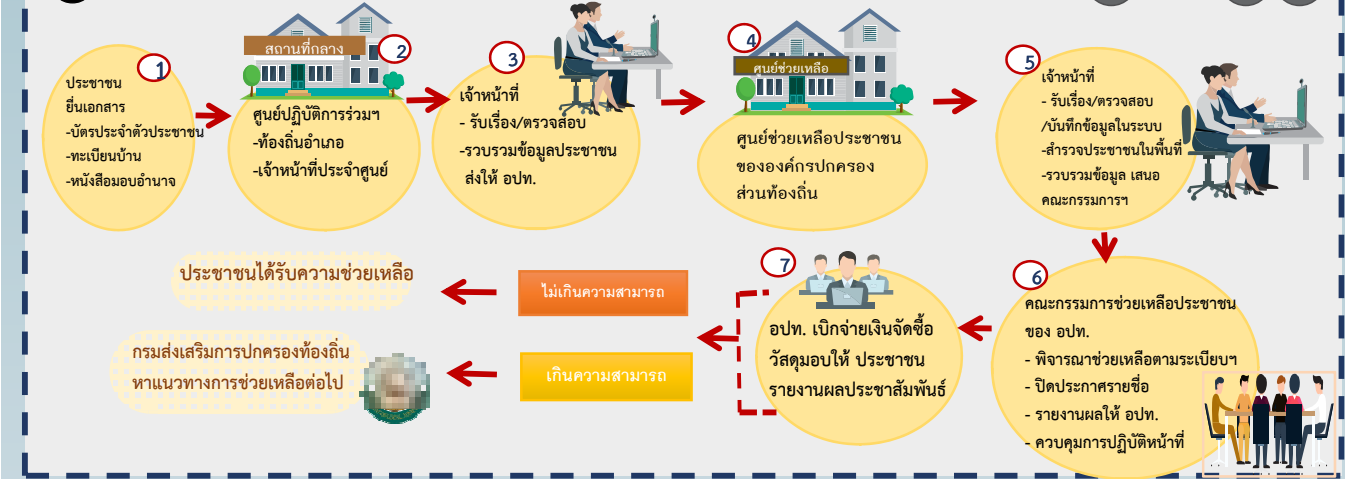 1
ประชาชน
ยื่นเอกสาร
-บัตรประจำตัวประชาชน
-ทะเบียนบ้าน
-หนังสือมอบอำนาจ
สถานที่กลาง
2
ศูนย์ปฏิบัติการร่วมฯ
-ท้องถิ่นอำเภอ
-เจ้าหน้าที่ประจำศูนย์
3
เจ้าหน้าที่
- รับเรื่อง/ตรวจสอบ
-รวบรวมข้อมูลประชาชน
ส่งให้ อปท.
4
ศูนย์ช่วยเหลือ
ศูนย์ช่วยเหลือประชาชน
ขององค์กรปกครอง
ส่วนท้องถิ่น
5
เจ้าหน้าที่
- รับเรื่อง/ตรวจสอบ
/บันทึกข้อมูลในระบบ
-สำรวจประชาชนในพื้นที่
-รวบรวมข้อมูล เสนอ
คณะกรรมการฯ
6
คณะกรรมการช่วยเหลือประชาชน
ของ อปท.
- พิจารณาช่วยเหลือตามระเบียบฯ
- ปิดประกาศรายชื่อ
- รายงานผลให้ อปท.
- ควบคุมการปฏิบัติหน้าที่
7
อปท. เบิกจ่ายเงินจัดซื้อ
วัสดุมอบให้ ประชาชน
รายงานผลประชาสัมพันธ์
ไม่เกินความสามารถ
ประชาชนได้รับความช่วยเหลือ
เกินความสามารถ
กรมส่งเสริมการปกครองท้องถิ่น
หาแนวทางการช่วยเหลือต่อไป